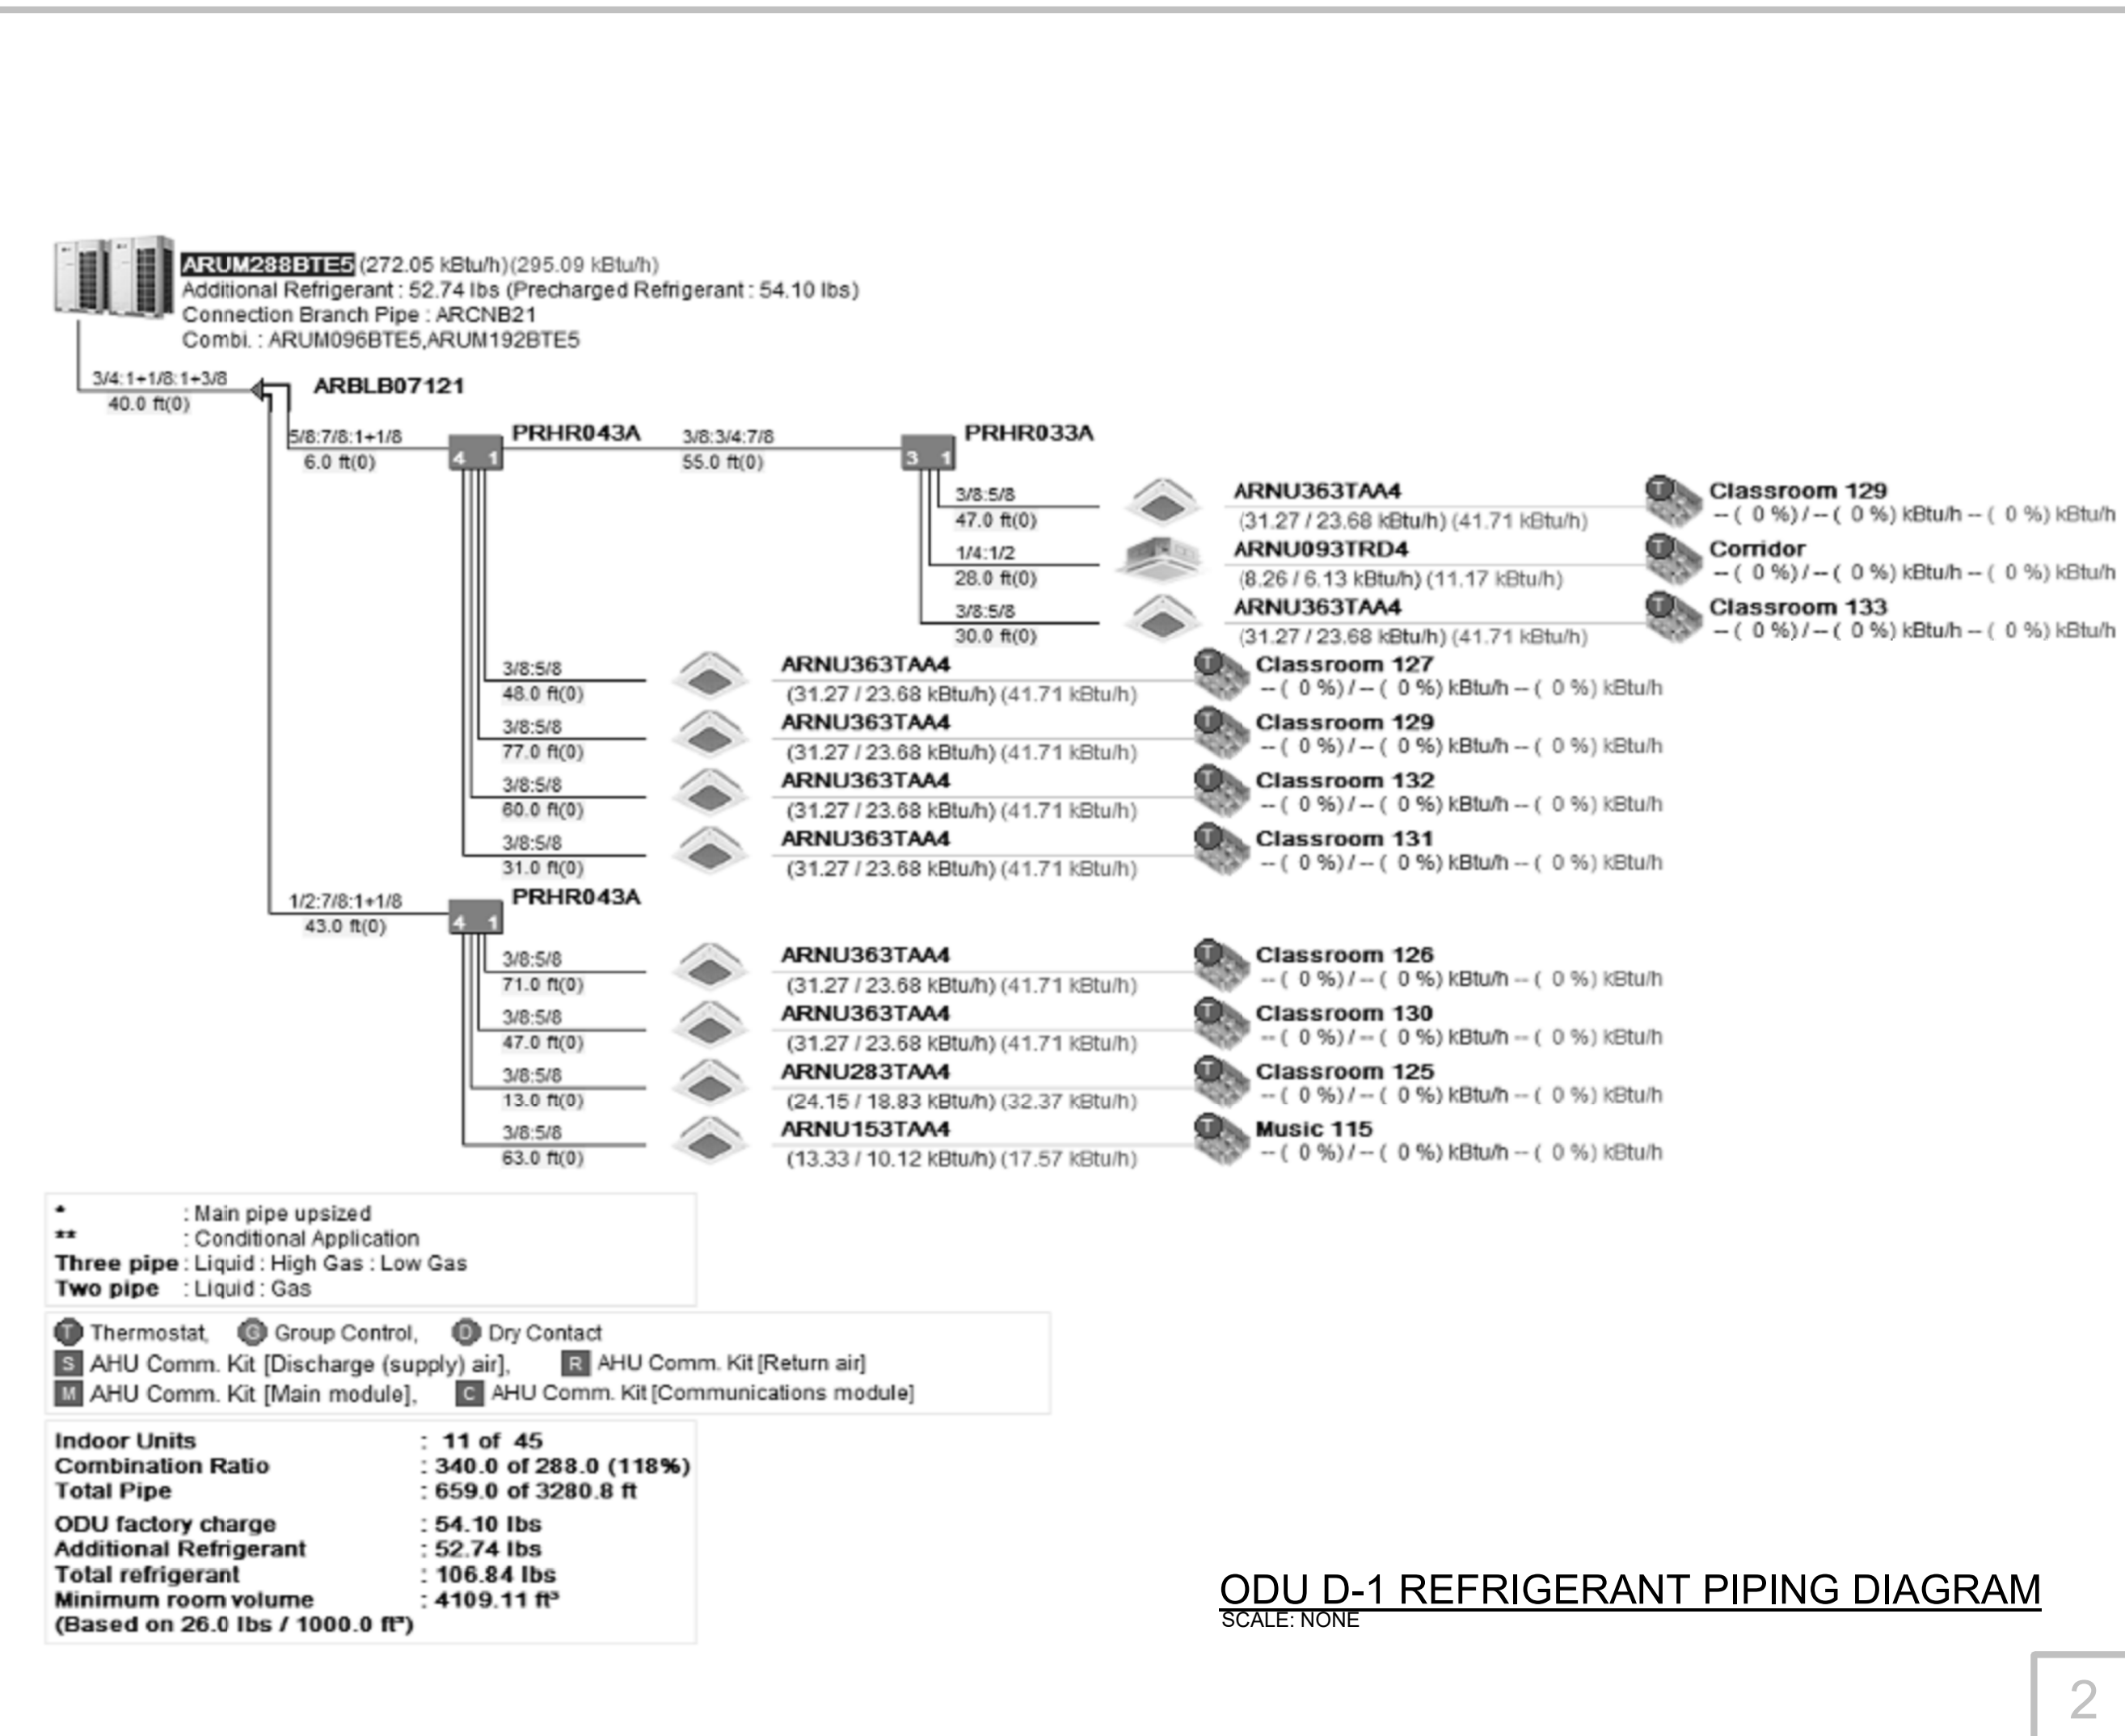 ARUM288BTE5 (272.05 kBtu/h) (295.09 kBtu/h)
Additional Refrigerant : 52.74 lbs (Precharged Refrigerant : 54.10 lbs)
Connection Branch Pipe : ARCNB21
Combi. : ARUM096BTE5,ARUM192BTE5
3/4:1+1/8:1+3/8
40.0 ft(0)
ARBLB07121
5/8:7/8:1+1/8
6.0 ft(0)
4 1
PRHR043A
3/8:3/4:7/8
55.0 ft(0)
3 1
PRHR033A
3/8:5/8
47.0 ft(0)
ARNU363TAA4
(31.27 / 23.68 kBtu/h) (41.71 kBtu/h)
T
Classroom 129
-- ( 0 %) / -- ( 0 %) kBtu/h -- ( 0 %) kBtu/h
1/4:1/2
28.0 ft(0)
ARNU093TRD4
(8.26 / 6.13 kBtu/h) (11.17 kBtu/h)
T
Corridor
-- ( 0 %) / -- ( 0 %) kBtu/h -- ( 0 %) kBtu/h
3/8:5/8
30.0 ft(0)
ARNU363TAA4
(31.27 / 23.68 kBtu/h) (41.71 kBtu/h)
T
Classroom 133
-- ( 0 %) / -- ( 0 %) kBtu/h -- ( 0 %) kBtu/h
3/8:5/8
48.0 ft(0)
ARNU363TAA4
(31.27 / 23.68 kBtu/h) (41.71 kBtu/h)
T
Classroom 127
-- ( 0 %) / -- ( 0 %) kBtu/h -- ( 0 %) kBtu/h
3/8:5/8
77.0 ft(0)
ARNU363TAA4
(31.27 / 23.68 kBtu/h) (41.71 kBtu/h)
T
Classroom 129
-- ( 0 %) / -- ( 0 %) kBtu/h -- ( 0 %) kBtu/h
3/8:5/8
60.0 ft(0)
ARNU363TAA4
(31.27 / 23.68 kBtu/h) (41.71 kBtu/h)
T
Classroom 132
-- ( 0 %) / -- ( 0 %) kBtu/h -- ( 0 %) kBtu/h
3/8:5/8
31.0 ft(0)
ARNU363TAA4
(31.27 / 23.68 kBtu/h) (41.71 kBtu/h)
T
Classroom 131
-- ( 0 %) / -- ( 0 %) kBtu/h -- ( 0 %) kBtu/h
1/2:7/8:1+1/8
43.0 ft(0)
4 1
PRHR043A
3/8:5/8
71.0 ft(0)
ARNU363TAA4
(31.27 / 23.68 kBtu/h) (41.71 kBtu/h)
T
Classroom 126
-- ( 0 %) / -- ( 0 %) kBtu/h -- ( 0 %) kBtu/h
3/8:5/8
47.0 ft(0)
ARNU363TAA4
(31.27 / 23.68 kBtu/h) (41.71 kBtu/h)
T
Classroom 130
-- ( 0 %) / -- ( 0 %) kBtu/h -- ( 0 %) kBtu/h
3/8:5/8
13.0 ft(0)
ARNU283TAA4
(24.15 / 18.83 kBtu/h) (32.37 kBtu/h)
T
Classroom 125
-- ( 0 %) / -- ( 0 %) kBtu/h -- ( 0 %) kBtu/h
3/8:5/8
63.0 ft(0)
ARNU153TAA4
(13.33 / 10.12 kBtu/h) (17.57 kBtu/h)
T
Music 115
-- ( 0 %) / -- ( 0 %) kBtu/h -- ( 0 %) kBtu/h
* : Main pipe upsized
** : Conditional Application
Three pipe : Liquid : High Gas : Low Gas
Two pipe : Liquid : Gas
T Thermostat, G Group Control, D Dry Contact
S AHU Comm. Kit [Discharge (supply) air], R AHU Comm. Kit [Return air]
M AHU Comm. Kit [Main module], C AHU Comm. Kit [Communications module]
Indoor Units : 11 of 45
Combination Ratio : 340.0 of 288.0 (118%)
Total Pipe : 659.0 of 3280.8 ft
ODU factory charge : 54.10 lbs
Additional Refrigerant : 52.74 lbs
Total refrigerant : 106.84 lbs
Minimum room volume : 4109.11 ft³
(Based on 26.0 lbs / 1000.0 ft³)
ODU D-1 REFRIGERANT PIPING DIAGRAM
SCALE: NONE
2